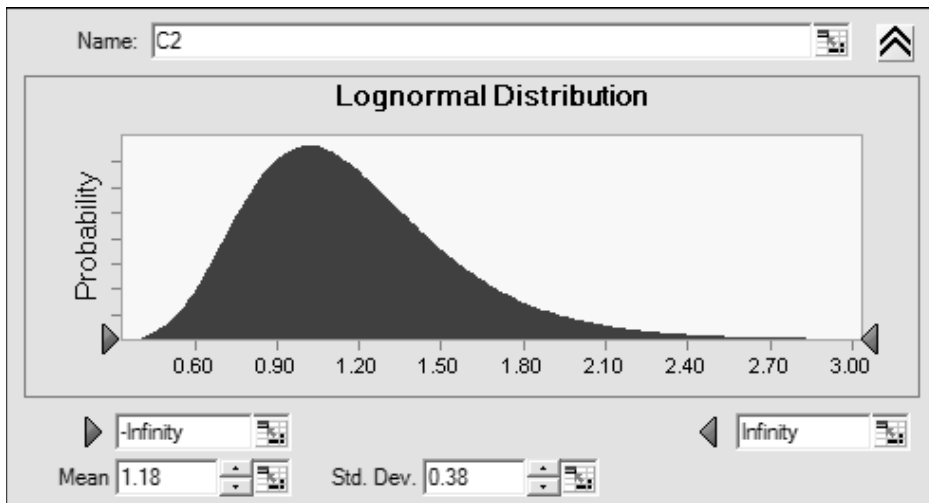 Name: C2
Lognormal Distribution
Probability
0.60 0.90 1.20 1.50 1.80 2.10 2.40 2.70 3.00
-Infinity Infinity
Mean 1.18 Std. Dev. 0.38